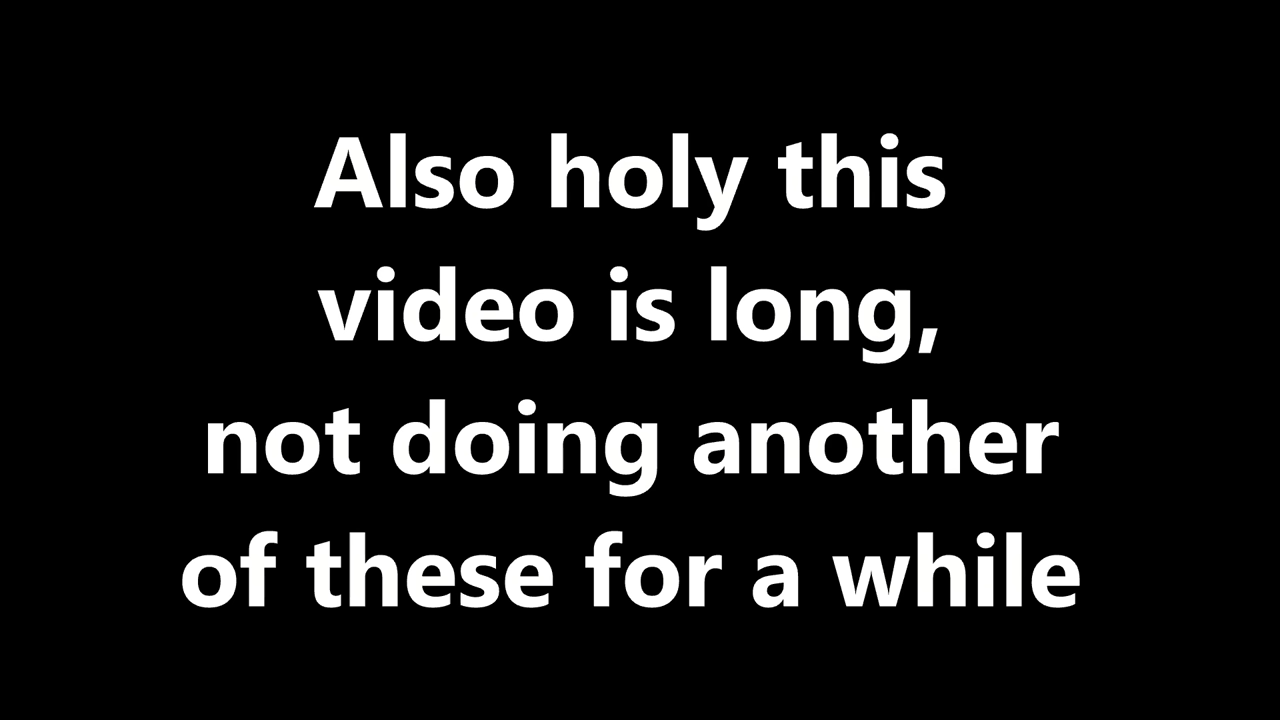 Also holy this
video is long,
not doing another
of these for a while